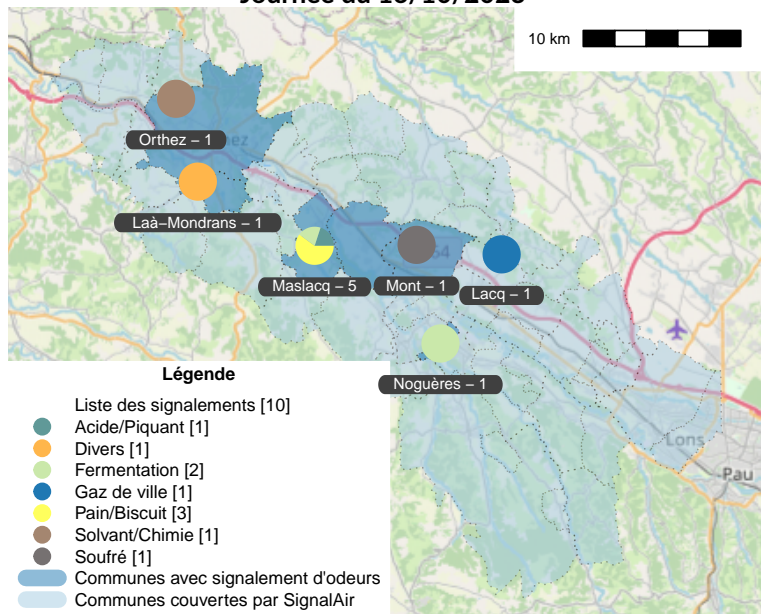 10 km
Orthez – 1
Laà–Mondrans – 1
Maslacq – 5
Mont – 1
Lacq – 1
Noguères – 1
Lons
Pau
Légende
Liste des signalements [10]
Acide/Piquant [1]
Divers [1]
Fermentation [2]
Gaz de ville [1]
Pain/Biscuit [3]
Solvant/Chimie [1]
Soufré [1]
Communes avec signalement d'odeurs
Communes couvertes par SignalAir